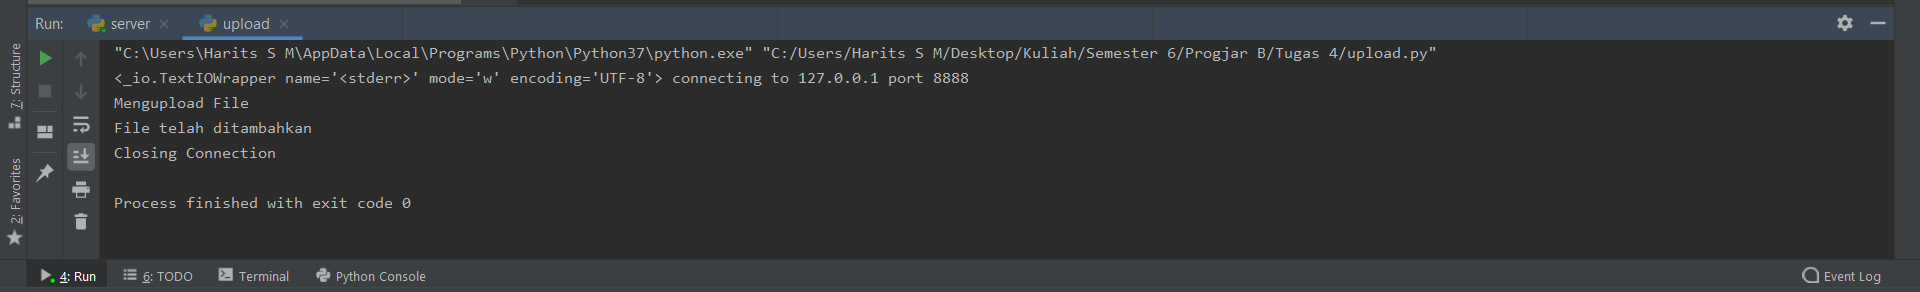 Run: server upload
"C:\Users\Harits S M\AppData\Local\Programs\Python\Python37\python.exe" "C:/Users/Harits S M/Desktop/Kuliah/Semester 6/Progjar B/Tugas 4/upload.py"
<_io.TextIOWrapper name='<stderr>' mode='w' encoding='UTF-8'> connecting to 127.0.0.1 port 8888
Mengupload File
File telah ditambahkan
Closing Connection
Process finished with exit code 0
7: Structure
2: Favorites
4: Run 6: TODO Terminal Python Console Event Log